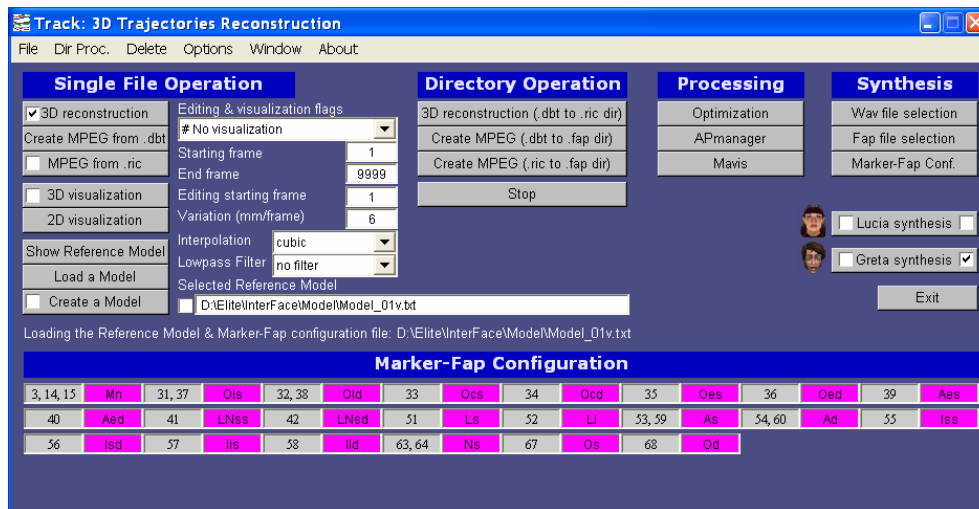 Track: 3D Trajectories Reconstruction
File Dir Proc. Delete Options Window About
Single File Operation Directory Operation Processing Synthesis
3D reconstruction Editing & visualization flags 3D reconstruction (.dbt to .ric dir) Optimization Wav file selection
Create MPEG from .dbt # No visualization Create MPEG (.dbt to .fap dir) APmanager Fap file selection
MPEG from .ric Starting frame 1 Create MPEG (.ric to .fap dir) Mavis Marker-Fap Conf.
End frame 9999
3D visualization Editing starting frame 1 Stop
2D visualization Variation (mm/frame) 6 Lucia synthesis
Show Reference Model Interpolation cubic
Load a Model Lowpass Filter no filter Greta synthesis
Selected Reference Model
Create a Model D:\Elite\InterFace\Model\Model_01v.txt Exit
Loading the Reference Model & Marker-Fap configuration file: D:\Elite\InterFace\Model\Model_01v.txt
Marker-Fap Configuration
3, 14, 15 Mn 31, 37 Ois 32, 38 Oid 33 Ocs 34 Ocd 35 Oes 36 Oed 39 Aes
40 Aed 41 LNss 42 LNsd 51 Ls 52 Li 53, 59 As 54, 60 Ad 55 Iss
56 Isd 57 Iis 58 Iid 63, 64 Ns 67 Os 68 Od